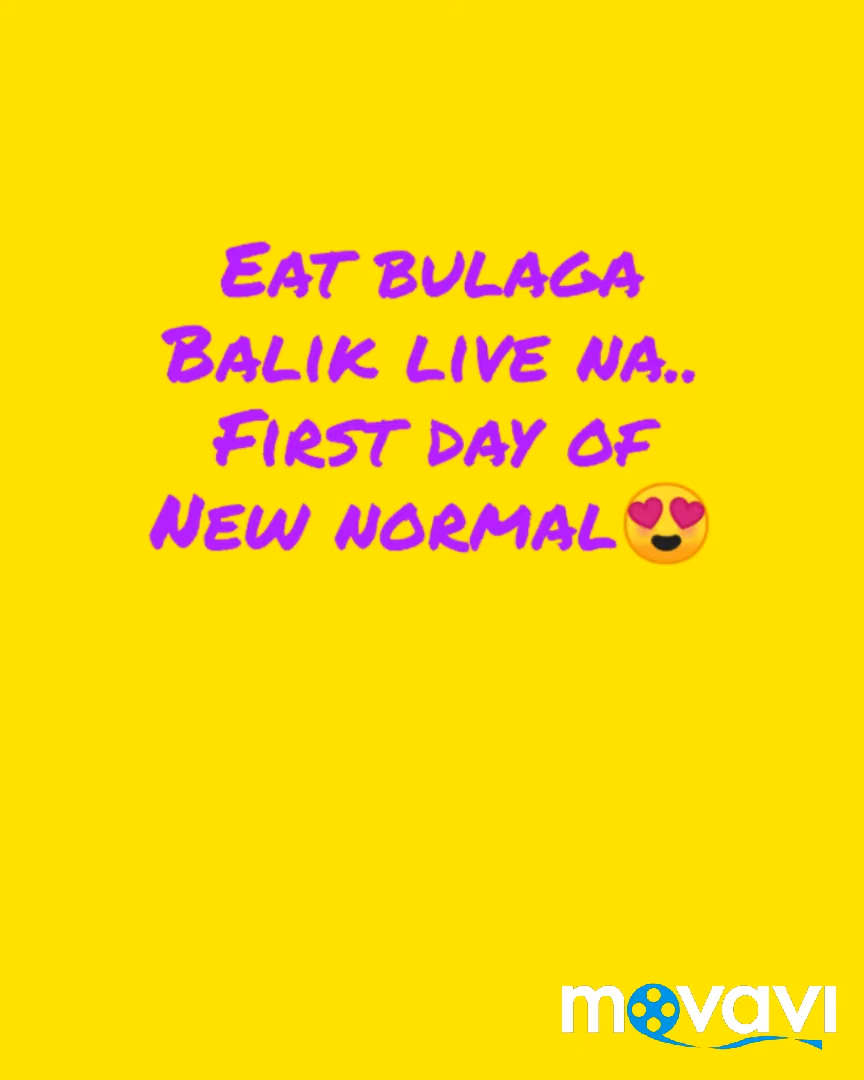 Eat bulaga
Balik live na..
First day of
New normal😍
movavi